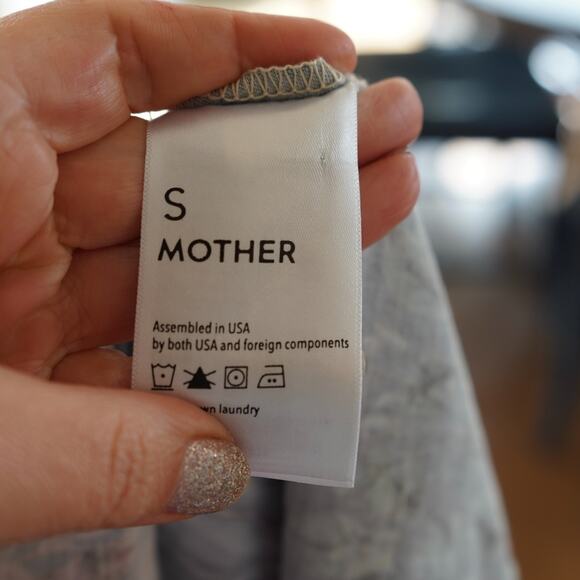 S
MOTHER
Assembled in USA
by both USA and foreign components
laundry